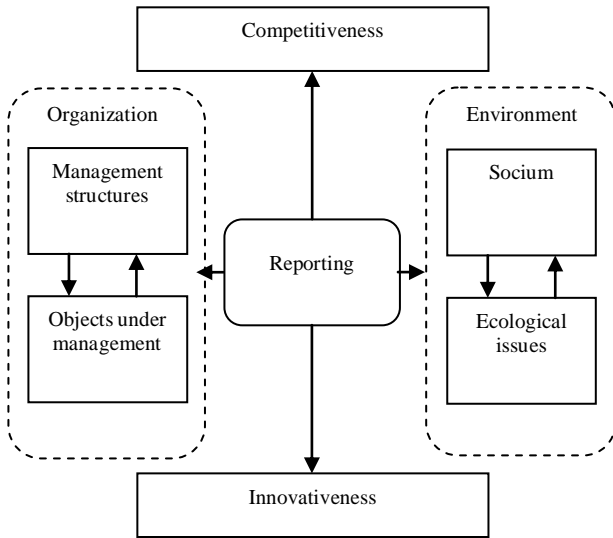 Competitiveness
Organization
Management
structures
Objects under
management
Reporting
Environment
Socium
Ecological
issues
Innovativeness